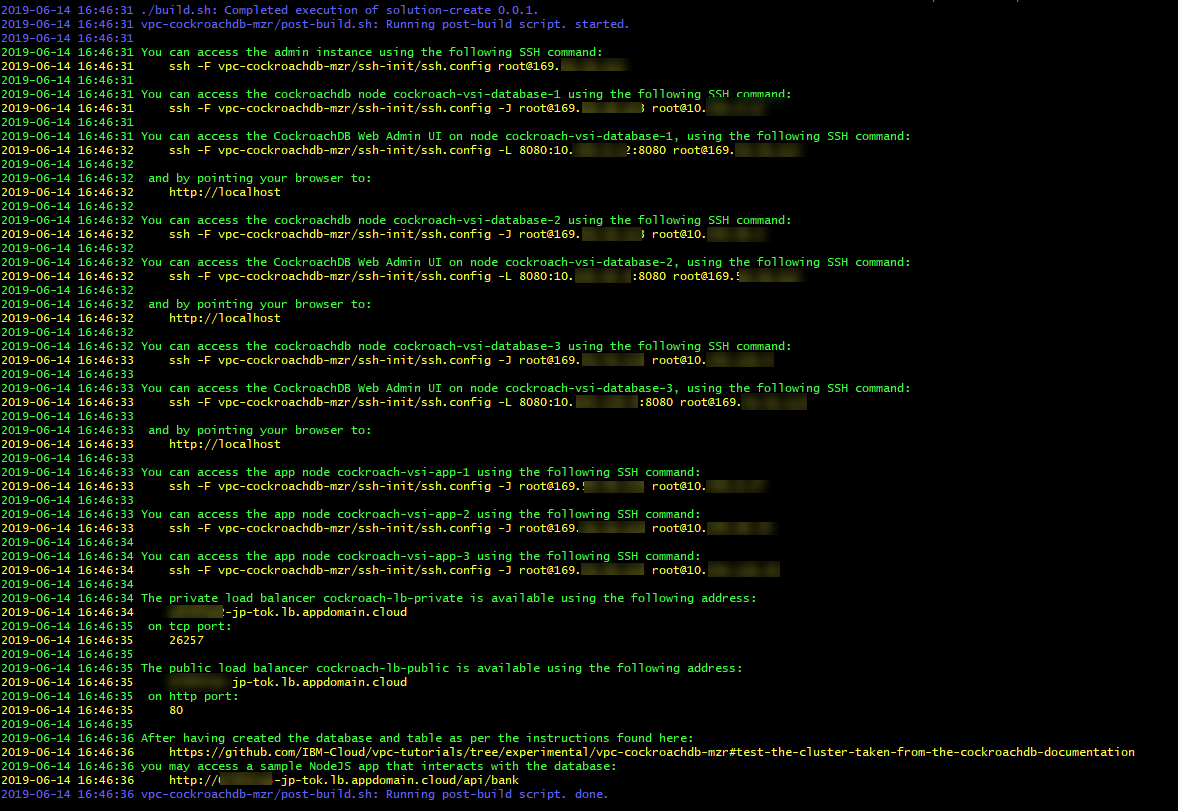 2019-06-14 16:46:31 ./build.sh: Completed execution of solution-create 0.0.1.
2019-06-14 16:46:31 vpc-cockroachdb-mzr/post-build.sh: Running post-build script. started.
2019-06-14 16:46:31
2019-06-14 16:46:31 You can access the admin instance using the following SSH command:
2019-06-14 16:46:31 ssh -F vpc-cockroachdb-mzr/ssh-init/ssh.config root@169.
2019-06-14 16:46:31
2019-06-14 16:46:31 You can access the cockroachdb node cockroach-vsi-database-1 using the following SSH command:
2019-06-14 16:46:31 ssh -F vpc-cockroachdb-mzr/ssh-init/ssh.config -J root@169. root@10.
2019-06-14 16:46:31
2019-06-14 16:46:31 You can access the CockroachDB Web Admin UI on node cockroach-vsi-database-1, using the following SSH command:
2019-06-14 16:46:32 ssh -F vpc-cockroachdb-mzr/ssh-init/ssh.config -L 8080:10. :8080 root@169.
2019-06-14 16:46:32
2019-06-14 16:46:32 and by pointing your browser to:
2019-06-14 16:46:32 http://localhost
2019-06-14 16:46:32
2019-06-14 16:46:32 You can access the cockroachdb node cockroach-vsi-database-2 using the following SSH command:
2019-06-14 16:46:32 ssh -F vpc-cockroachdb-mzr/ssh-init/ssh.config -J root@169. root@10.
2019-06-14 16:46:32
2019-06-14 16:46:32 You can access the CockroachDB Web Admin UI on node cockroach-vsi-database-2, using the following SSH command:
2019-06-14 16:46:32 ssh -F vpc-cockroachdb-mzr/ssh-init/ssh.config -L 8080:10. :8080 root@169.
2019-06-14 16:46:32
2019-06-14 16:46:32 and by pointing your browser to:
2019-06-14 16:46:32 http://localhost
2019-06-14 16:46:32
2019-06-14 16:46:32 You can access the cockroachdb node cockroach-vsi-database-3 using the following SSH command:
2019-06-14 16:46:33 ssh -F vpc-cockroachdb-mzr/ssh-init/ssh.config -J root@169. root@10.
2019-06-14 16:46:33
2019-06-14 16:46:33 You can access the CockroachDB Web Admin UI on node cockroach-vsi-database-3, using the following SSH command:
2019-06-14 16:46:33 ssh -F vpc-cockroachdb-mzr/ssh-init/ssh.config -L 8080:10. :8080 root@169.
2019-06-14 16:46:33
2019-06-14 16:46:33 and by pointing your browser to:
2019-06-14 16:46:33 http://localhost
2019-06-14 16:46:33
2019-06-14 16:46:33 You can access the app node cockroach-vsi-app-1 using the following SSH command:
2019-06-14 16:46:33 ssh -F vpc-cockroachdb-mzr/ssh-init/ssh.config -J root@169. root@10.
2019-06-14 16:46:33
2019-06-14 16:46:33 You can access the app node cockroach-vsi-app-2 using the following SSH command:
2019-06-14 16:46:33 ssh -F vpc-cockroachdb-mzr/ssh-init/ssh.config -J root@169. root@10.
2019-06-14 16:46:34
2019-06-14 16:46:34 You can access the app node cockroach-vsi-app-3 using the following SSH command:
2019-06-14 16:46:34 ssh -F vpc-cockroachdb-mzr/ssh-init/ssh.config -J root@169. root@10.
2019-06-14 16:46:34
2019-06-14 16:46:34 The private load balancer cockroach-lb-private is available using the following address:
2019-06-14 16:46:34 -jp-tok.lb.appdomain.cloud
2019-06-14 16:46:35 on tcp port:
2019-06-14 16:46:35 26257
2019-06-14 16:46:35
2019-06-14 16:46:35 The public load balancer cockroach-lb-public is available using the following address:
2019-06-14 16:46:35 jp-tok.lb.appdomain.cloud
2019-06-14 16:46:35 on http port:
2019-06-14 16:46:35 80
2019-06-14 16:46:35
2019-06-14 16:46:36 After having created the database and table as per the instructions found here:
2019-06-14 16:46:36 https://github.com/IBM-Cloud/vpc-tutorials/tree/experimental/vpc-cockroachdb-mzr#test-the-cluster-taken-from-the-cockroachdb-documentation
2019-06-14 16:46:36 you may access a sample NodeJS app that interacts with the database:
2019-06-14 16:46:36 http:// -jp-tok.lb.appdomain.cloud/api/bank
2019-06-14 16:46:36 vpc-cockroachdb-mzr/post-build.sh: Running post-build script. done.